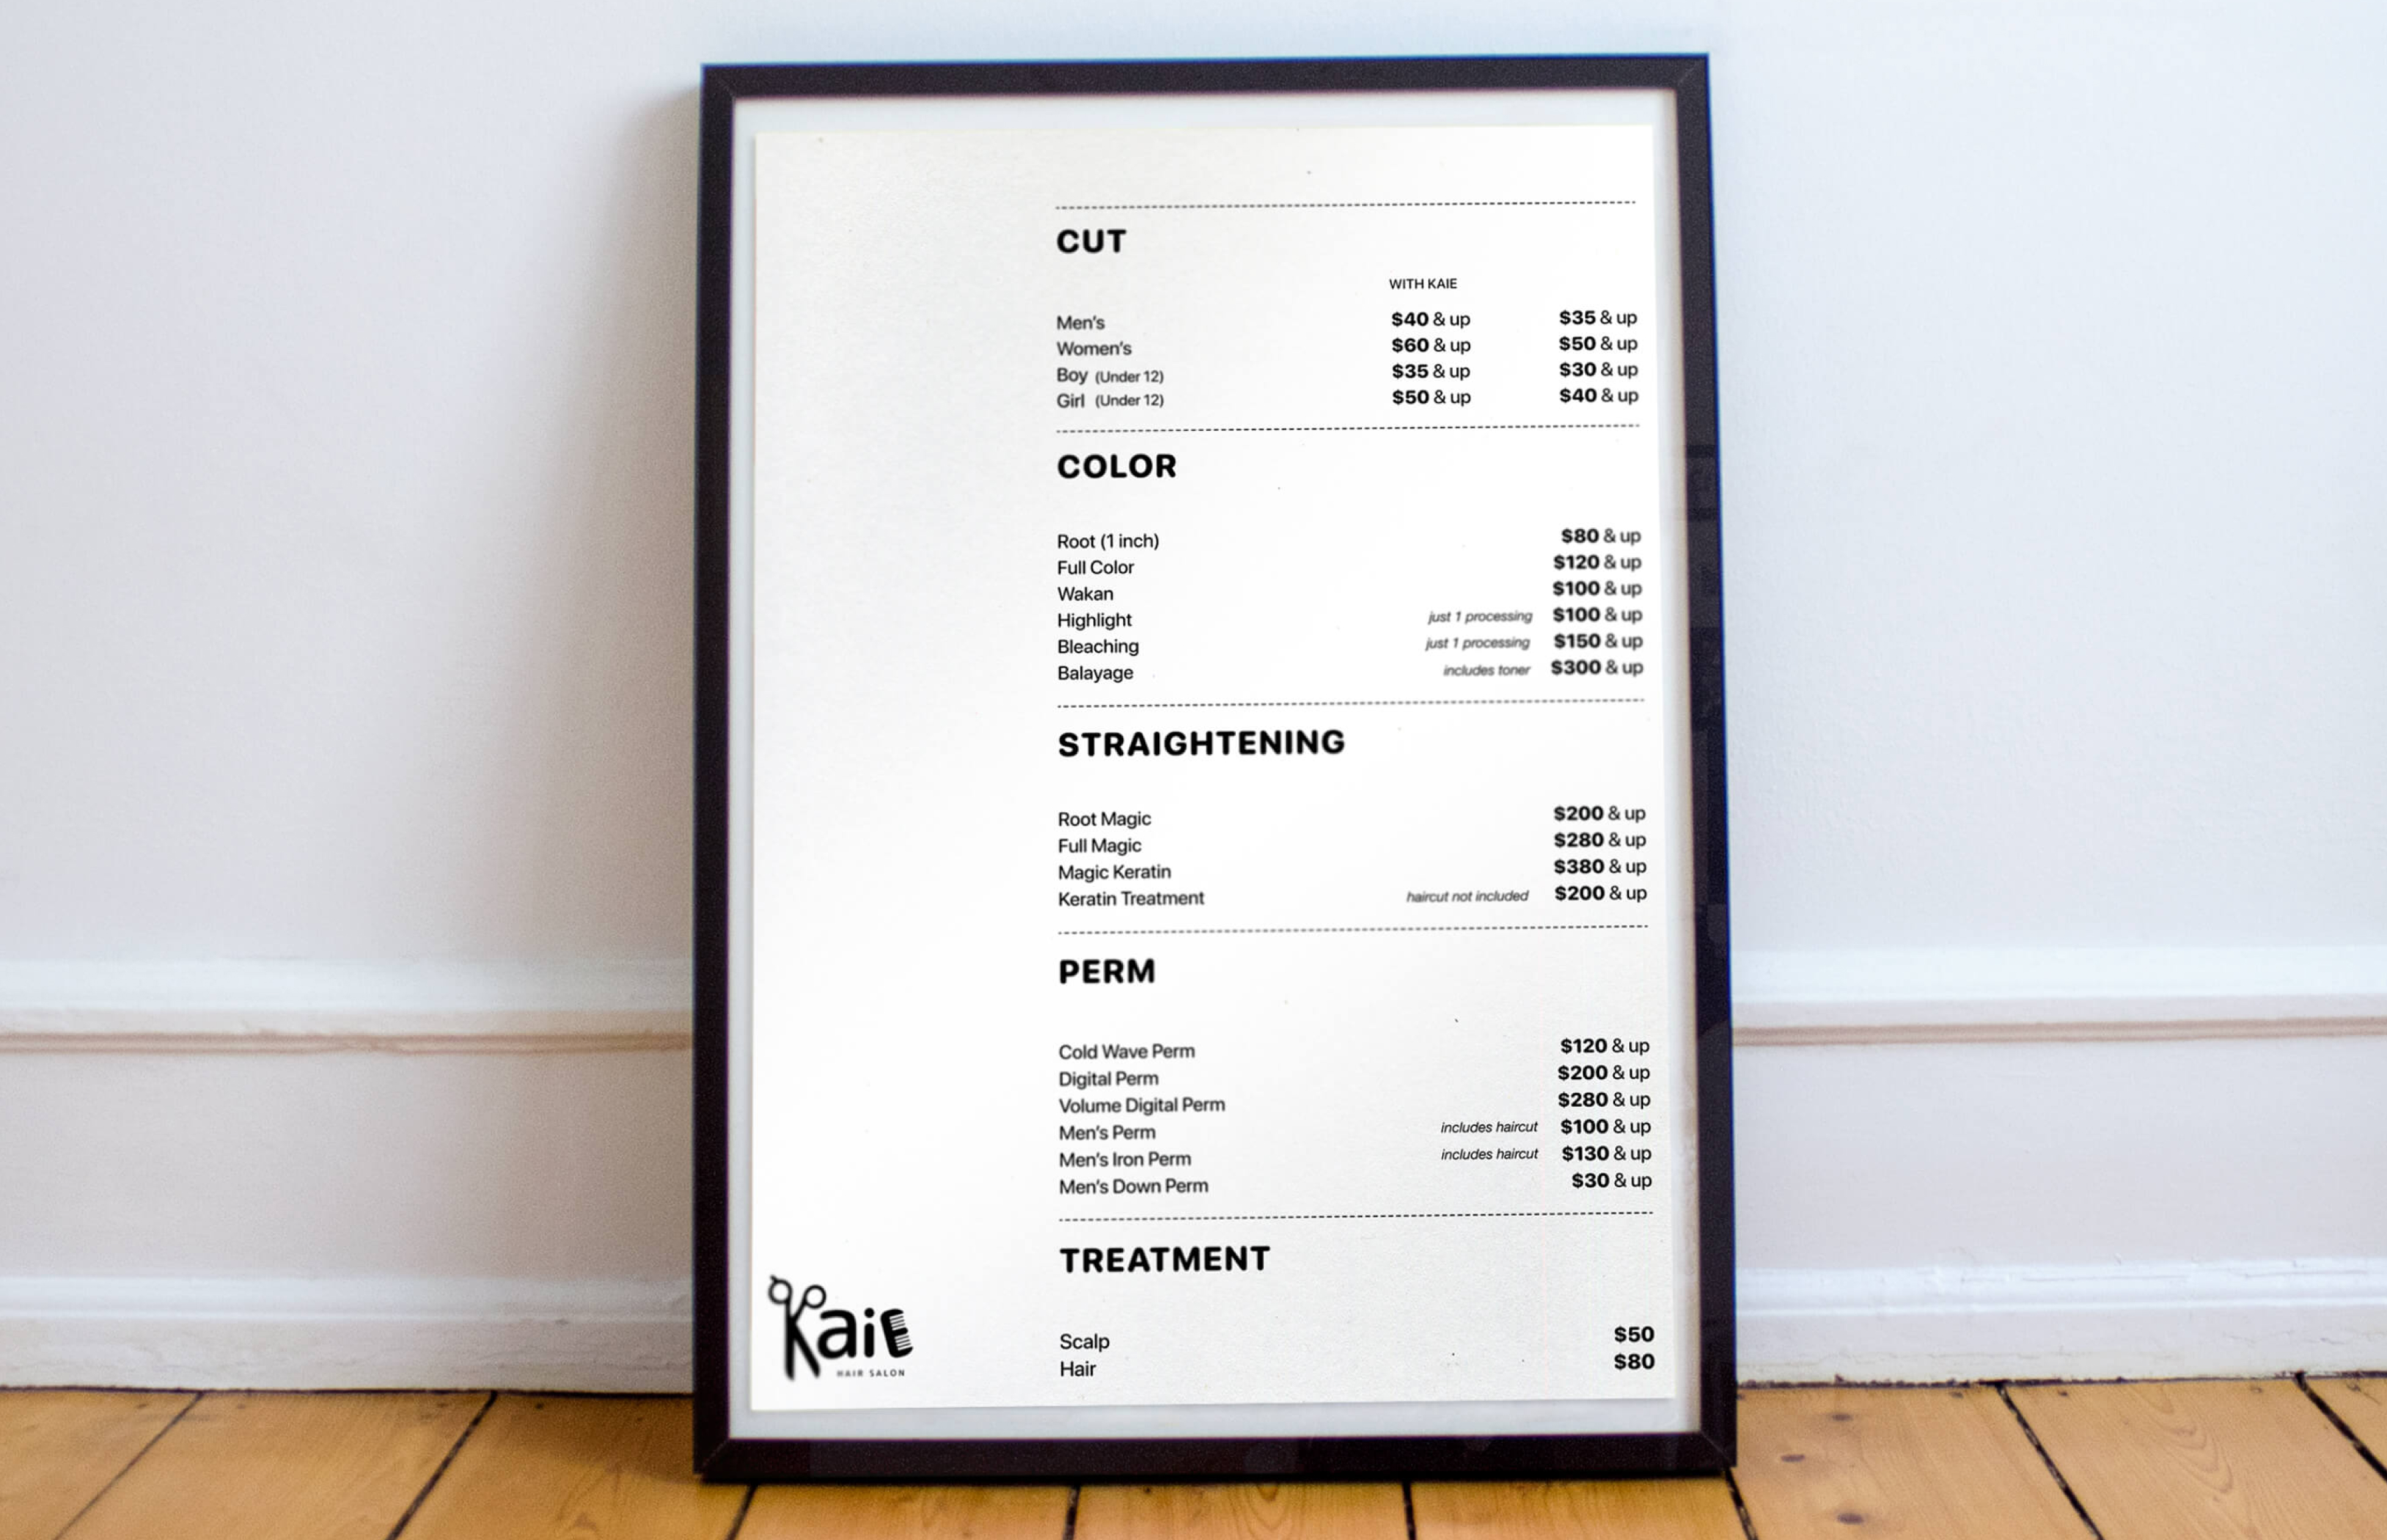 CUT
WITH KAIE
Men's $40 & up $35 & up
Women's $60 & up $50 & up
Boy (Under 12) $35 & up $30 & up
Girl (Under 12) $50 & up $40 & up
COLOR
Root (1 inch) $80 & up
Full Color $120 & up
Wakan $100 & up
Highlight just 1 processing $100 & up
Bleaching just 1 processing $150 & up
Balayage includes toner $300 & up
STRAIGHTENING
Root Magic $200 & up
Full Magic $280 & up
Magic Keratin $380 & up
Keratin Treatment haircut not included $200 & up
PERM
Cold Wave Perm $120 & up
Digital Perm $200 & up
Volume Digital Perm $280 & up
Men's Perm includes haircut $100 & up
Men's Iron Perm includes haircut $130 & up
Men's Down Perm $30 & up
TREATMENT
Scalp $50
Hair $80
KaiE
HAIR SALON